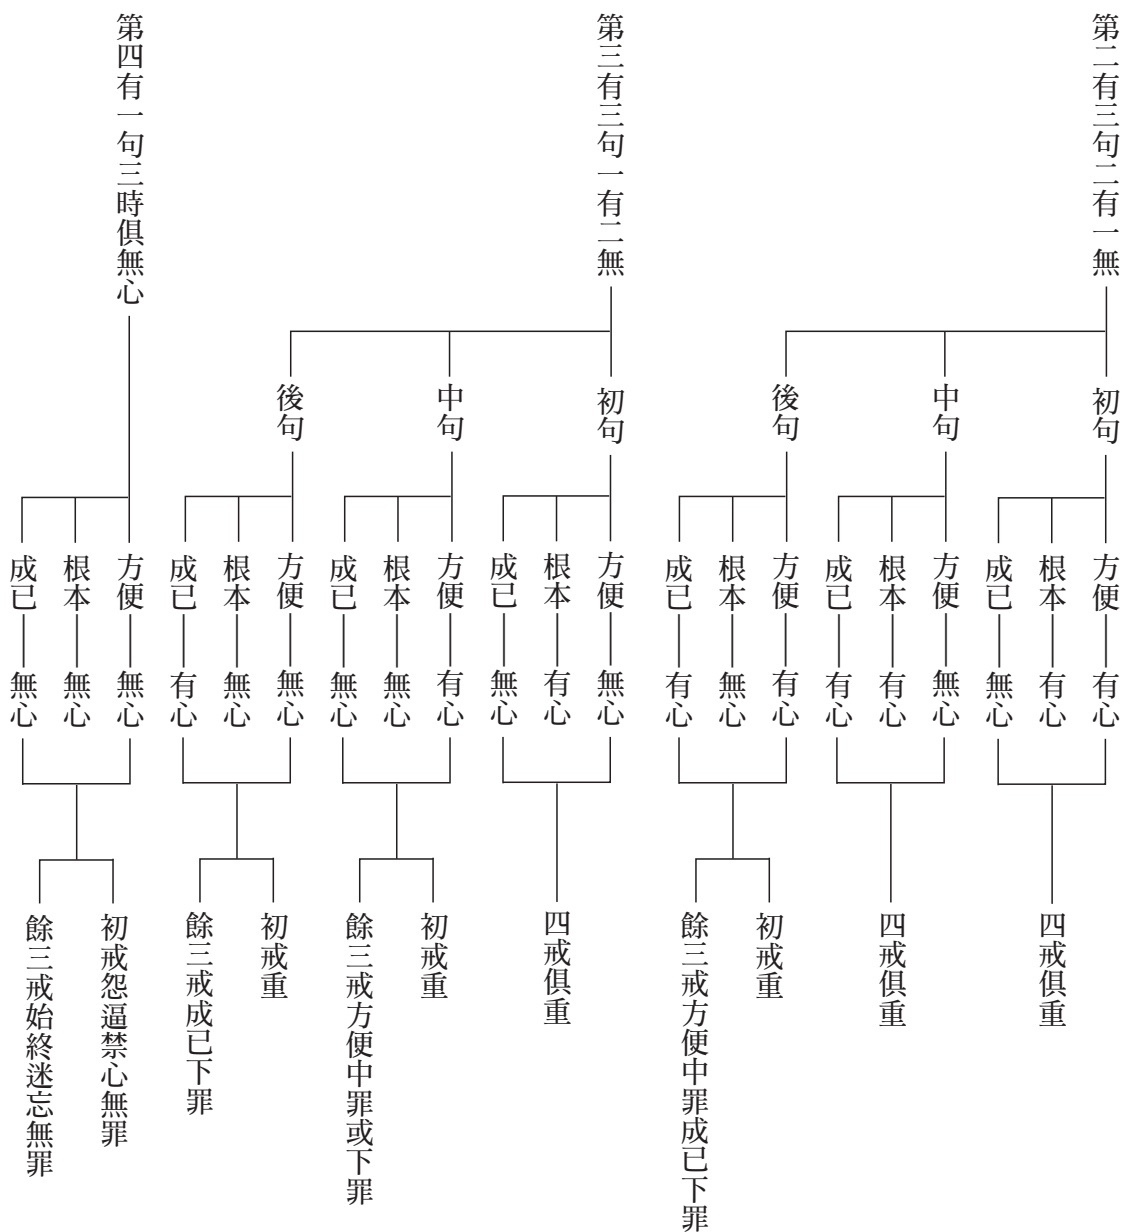 第二有三句二有一無
初句
方便 有心
根本 有心
成已 無心
四戒俱重
中句
方便 無心
根本 有心
成已 有心
四戒俱重
後句
方便 有心
根本 無心
成已 有心
初戒重
餘三戒方便中罪成已下罪
第三有三句一有二無
初句
方便 無心
根本 有心
成已 無心
四戒俱重
中句
方便 有心
根本 無心
成已 無心
初戒重
餘三戒方便中罪或下罪
後句
方便 無心
根本 無心
成已 有心
初戒重
餘三戒成已下罪
第四有一句三時俱無心
方便 無心
根本 無心
成已 無心
初戒怨逼禁心無罪
餘三戒始終迷忘無罪